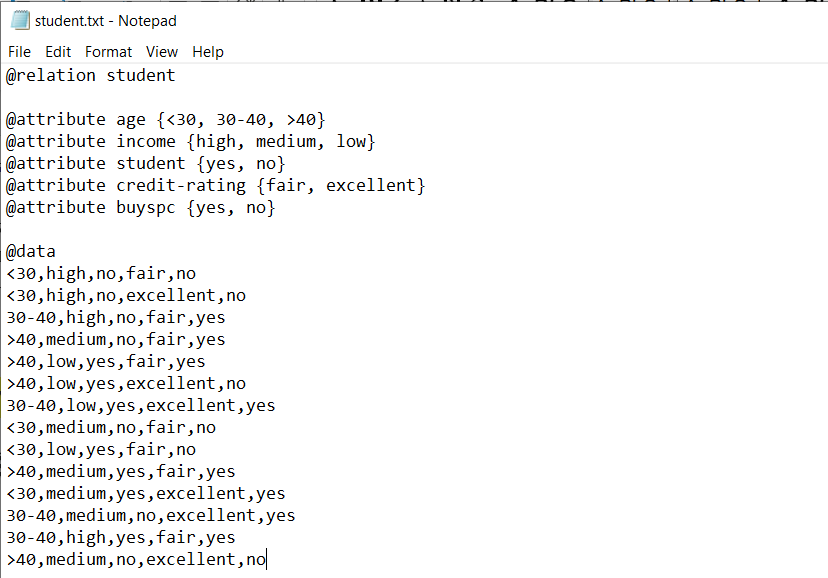 student.txt - Notepad
File Edit Format View Help
@relation student
@attribute age {<30, 30-40, >40}
@attribute income {high, medium, low}
@attribute student {yes, no}
@attribute credit-rating {fair, excellent}
@attribute buyspc {yes, no}
@data
<30,high,no,fair,no
<30,high,no,excellent,no
30-40,high,no,fair,yes
>40,medium,no,fair,yes
>40,low,yes,fair,yes
>40,low,yes,excellent,no
30-40,low,yes,excellent,yes
<30,medium,no,fair,no
<30,low,yes,fair,no
>40,medium,yes,fair,yes
<30,medium,yes,excellent,yes
30-40,medium,no,excellent,yes
30-40,high,yes,fair,yes
>40,medium,no,excellent,no